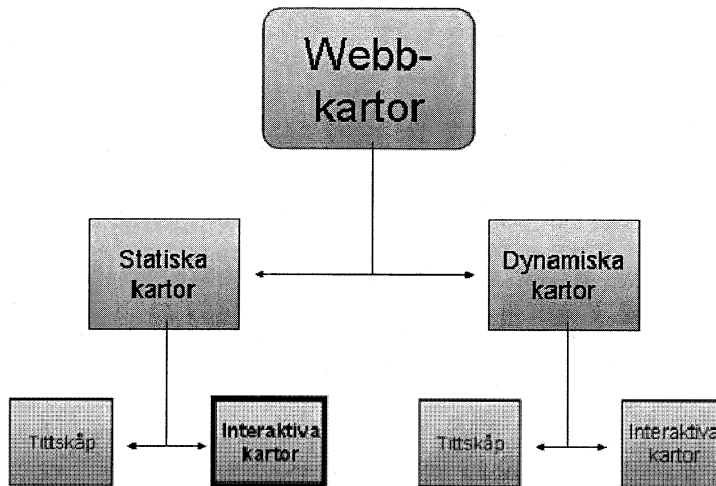 Webb-
kartor
Statiska
kartor
Dynamiska
kartor
Tittskåp
Interaktiva
kartor
Tittskåp
Interaktiva
kartor